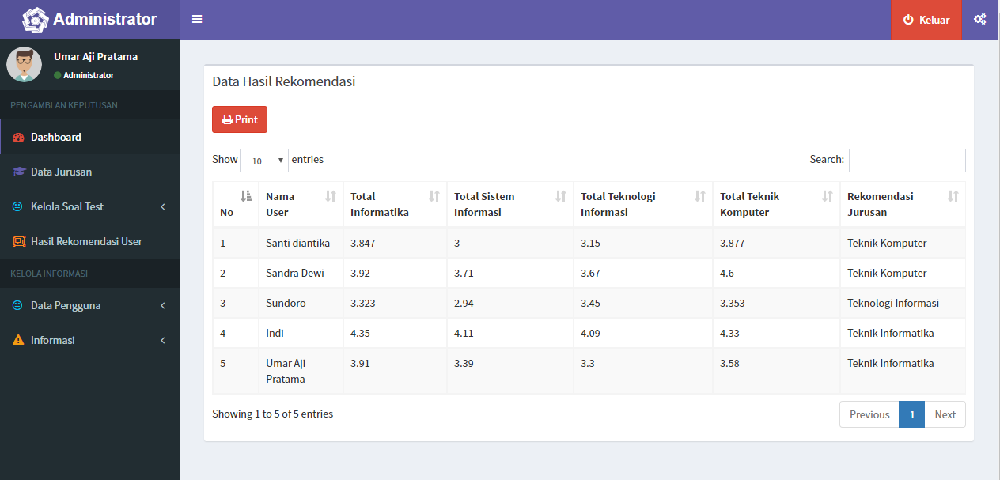 Administrator
Keluar
Umar Aji Pratama
Administrator
PENGAMBLAN KEPUTUSAN
Dashboard
Data Jurusan
Kelola Soal Test
Hasil Rekomendasi User
KELOLA INFORMASI
Data Pengguna
Informasi
Data Hasil Rekomendasi
Print
Show 10 entries
Search:
No Nama User Total Informatika Total Sistem Informasi Total Teknologi Informasi Total Teknik Komputer Rekomendasi Jurusan
1 Santi diantika 3.847 3 3.15 3.877 Teknik Komputer
2 Sandra Dewi 3.92 3.71 3.67 4.6 Teknik Komputer
3 Sundoro 3.323 2.94 3.45 3.353 Teknologi Informasi
4 Indi 4.35 4.11 4.09 4.33 Teknik Informatika
5 Umar Aji Pratama 3.91 3.39 3.3 3.58 Teknik Informatika
Showing 1 to 5 of 5 entries
Previous 1 Next